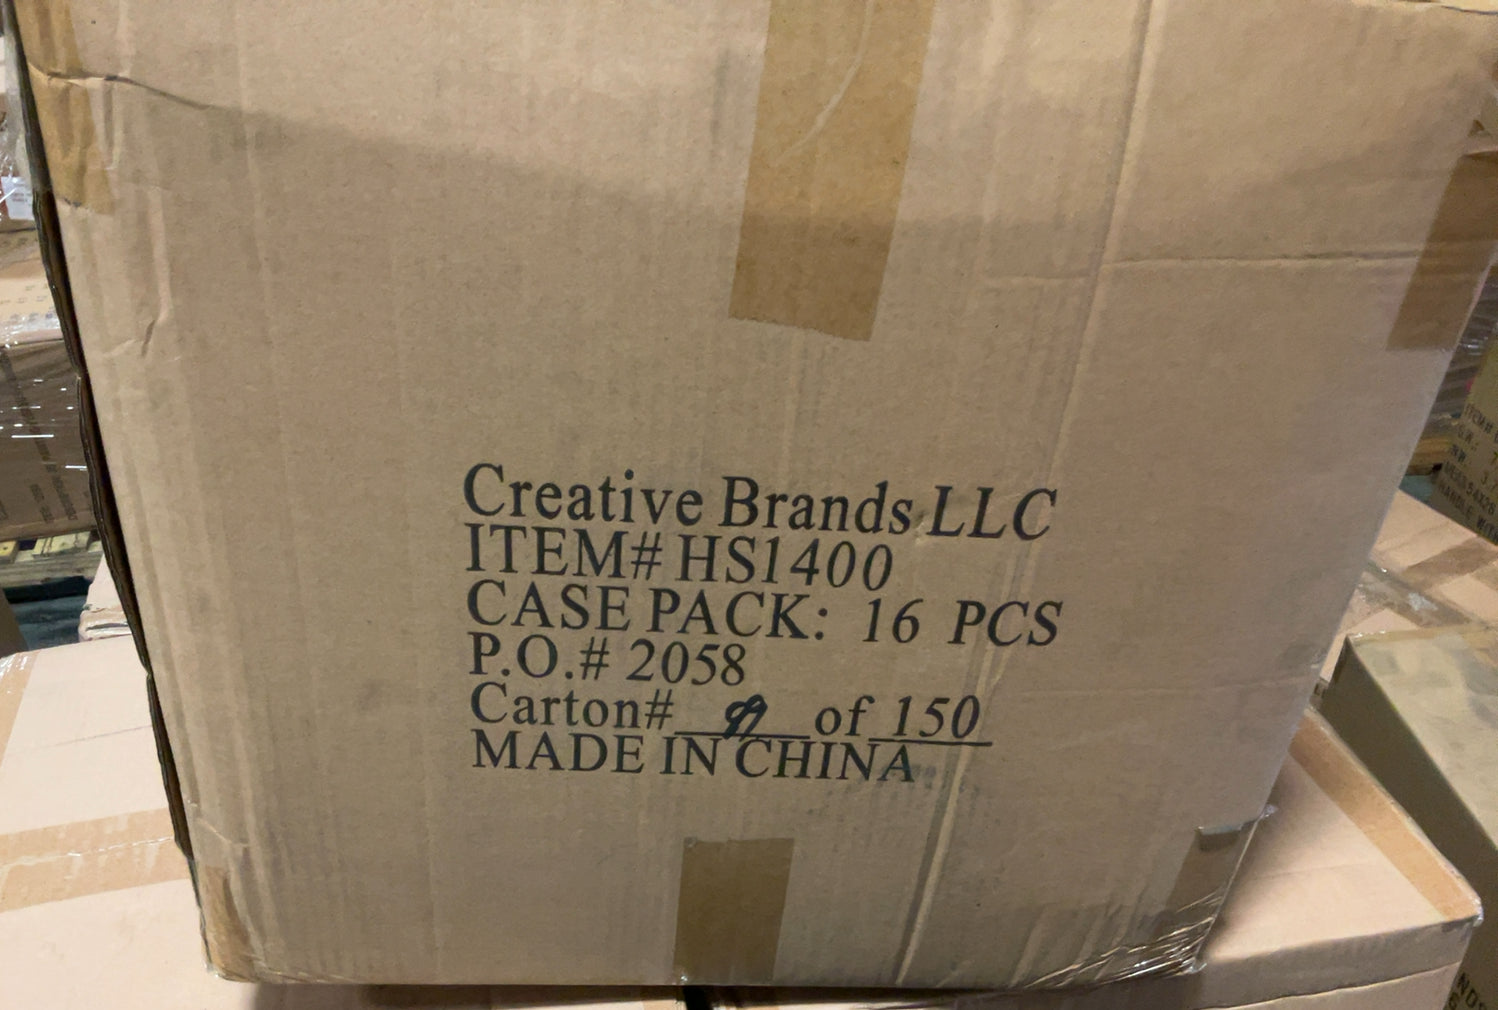 Creative Brands LLC
ITEM# HS1400
CASE PACK: 16 PCS
P.O.# 2058
Carton# of 150
MADE IN CHINA